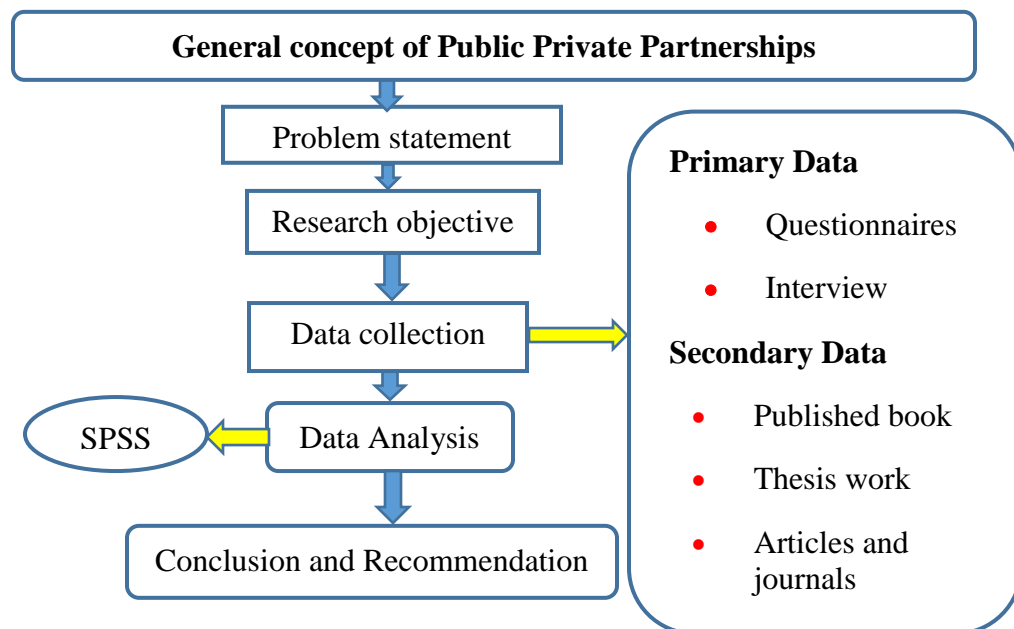 General concept of Public Private Partnerships
Problem statement
Research objective
Data collection
SPSS
Data Analysis
Conclusion and Recommendation
Primary Data
• Questionnaires
• Interview
Secondary Data
• Published book
• Thesis work
• Articles and
journals